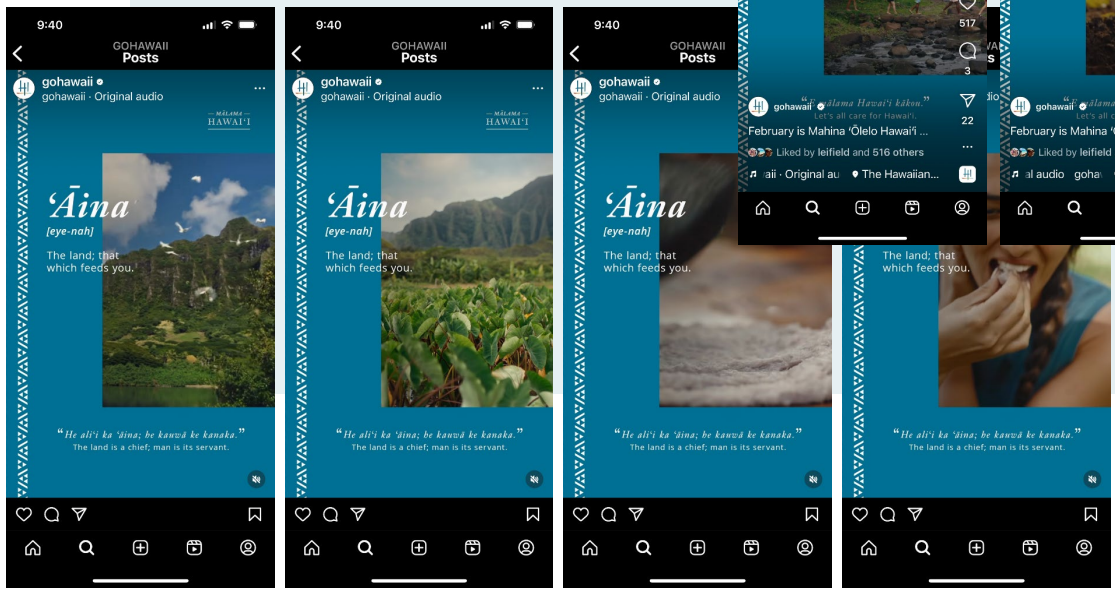 9:40
GOHAWAII
Posts
gohawaii
gohawaii · Original audio
— MĀLAMA —
HAWAIʻI
ʻĀina
[eye-nah]
The land; that
which feeds you.
“He aliʻi ka ʻāina; he kauwā ke kanaka.”
The land is a chief; man is its servant.
9:40
GOHAWAII
Posts
gohawaii
gohawaii · Original audio
— MĀLAMA —
HAWAIʻI
ʻĀina
[eye-nah]
The land; that
which feeds you.
“He aliʻi ka ʻāina; he kauwā ke kanaka.”
The land is a chief; man is its servant.
9:40
GOHAWAII
Posts
gohawaii
gohawaii · Original audio
ʻĀina
[eye-nah]
The land; that
which feeds you.
“He aliʻi ka ʻāina; he kauwā ke kanaka.”
The land is a chief; man is its servant.
517
3
“E mālama Hawaiʻi kākou.”
gohawaii
Let's all care for Hawaiʻi.
22
February is Mahina ʻŌlelo Hawaiʻi ...
Liked by leifield and 516 others
aii · Original au
The Hawaiian...
The land; that
which feeds you.
“He aliʻi ka ʻāina; he kauwā ke kanaka.”
The land is a chief; man is its servant.
gohawaii
Let's all c
February is Mahina ʻ
Liked by leifield
al audio goha